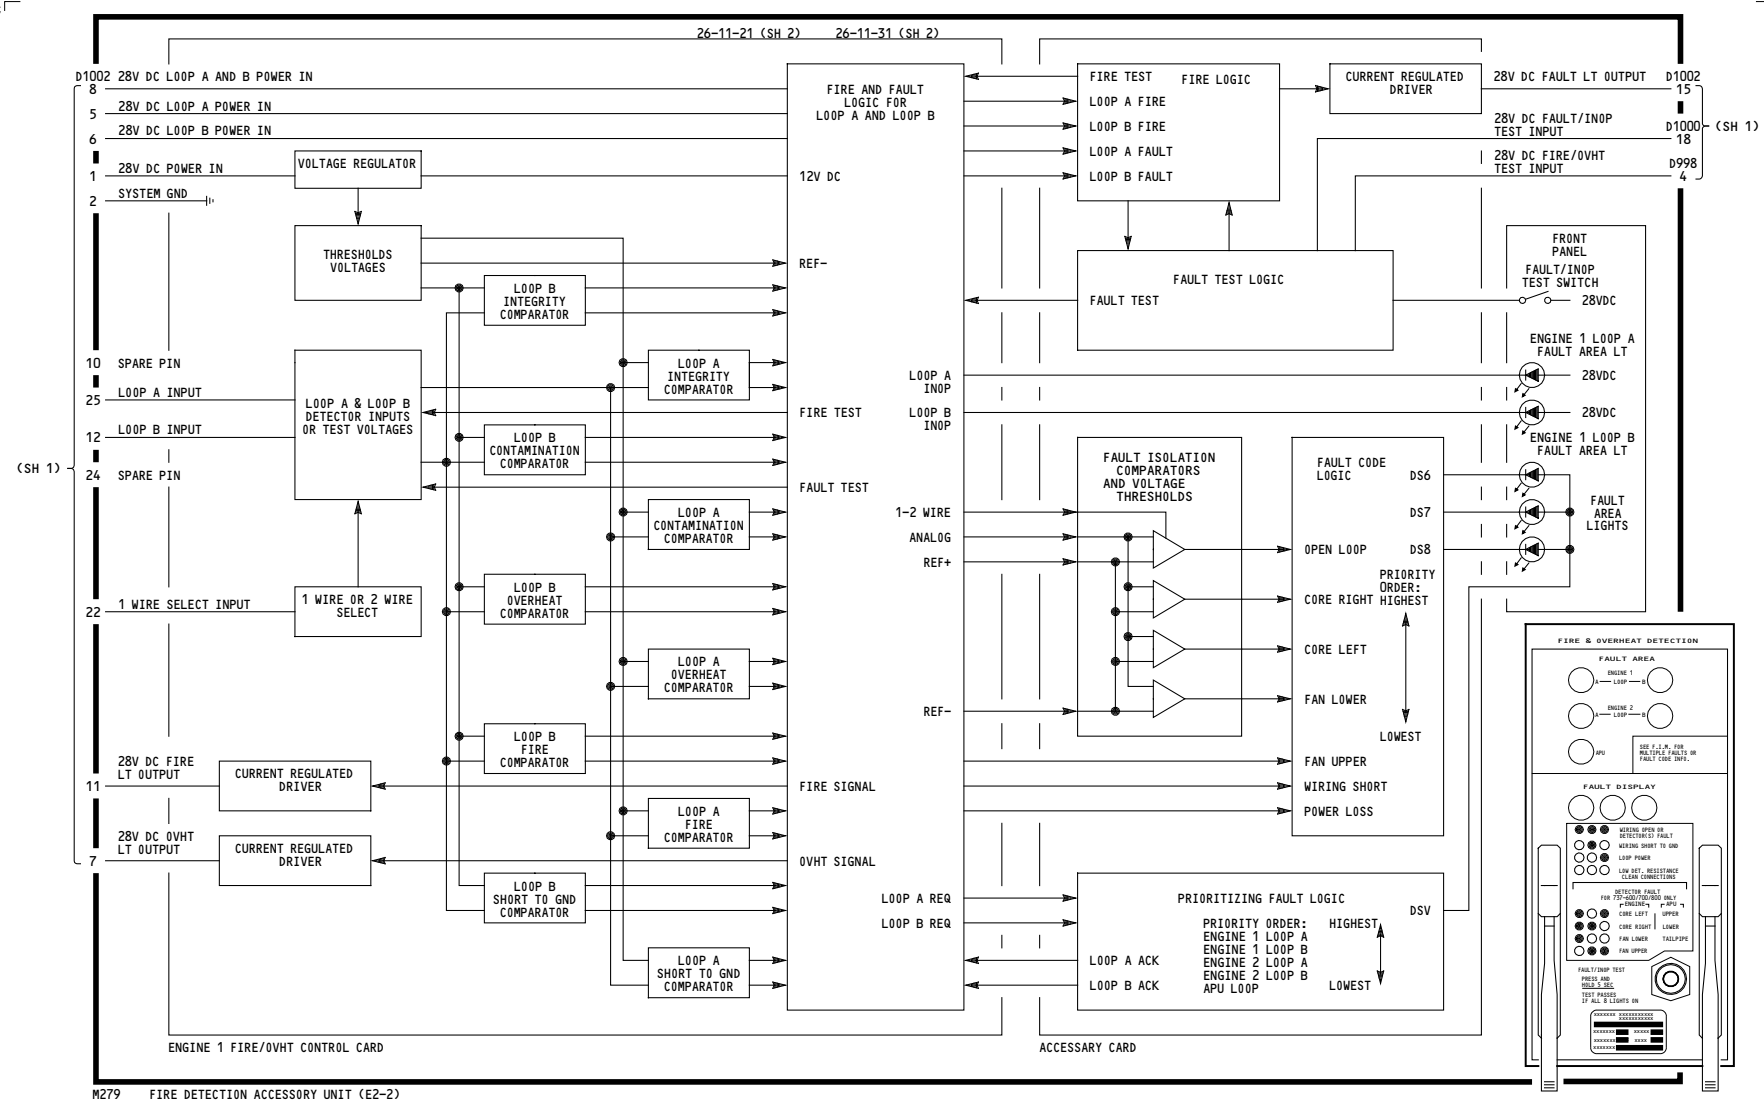 26-11-21 (SH 2) 26-11-31 (SH 2)
D1002 28V DC LOOP A AND B POWER IN
8
28V DC LOOP A POWER IN
5
28V DC LOOP B POWER IN
6
28V DC POWER IN
1
SYSTEM GND
2
10 SPARE PIN
LOOP A INPUT
25
LOOP B INPUT
12
(SH 1)
24 SPARE PIN
1 WIRE SELECT INPUT
22
28V DC FIRE
LT OUTPUT
11
28V DC OVHT
LT OUTPUT
7
VOLTAGE REGULATOR
THRESHOLDS
VOLTAGES
LOOP A & LOOP B
DETECTOR INPUTS
OR TEST VOLTAGES
1 WIRE OR 2 WIRE
SELECT
CURRENT REGULATED
DRIVER
CURRENT REGULATED
DRIVER
LOOP B
INTEGRITY
COMPARATOR
LOOP A
INTEGRITY
COMPARATOR
LOOP B
CONTAMINATION
COMPARATOR
LOOP A
CONTAMINATION
COMPARATOR
LOOP B
OVERHEAT
COMPARATOR
LOOP A
OVERHEAT
COMPARATOR
LOOP B
FIRE
COMPARATOR
LOOP A
FIRE
COMPARATOR
LOOP B
SHORT TO GND
COMPARATOR
LOOP A
SHORT TO GND
COMPARATOR
FIRE AND FAULT
LOGIC FOR
LOOP A AND LOOP B
12V DC
REF-
LOOP A
INOP
FIRE TEST
LOOP B
INOP
FAULT TEST
1-2 WIRE
ANALOG
REF+
REF-
FIRE SIGNAL
OVHT SIGNAL
LOOP A REQ
LOOP B REQ
FIRE TEST
FIRE LOGIC
LOOP A FIRE
LOOP B FIRE
LOOP A FAULT
LOOP B FAULT
CURRENT REGULATED
DRIVER
28V DC FAULT LT OUTPUT
D1002
15
28V DC FAULT/INOP
TEST INPUT
D1000
18
(SH 1)
28V DC FIRE/OVHT
TEST INPUT
D998
4
FAULT TEST LOGIC
FAULT TEST
FRONT
PANEL
FAULT/INOP
TEST SWITCH
28VDC
ENGINE 1 LOOP A
FAULT AREA LT
28VDC
28VDC
ENGINE 1 LOOP B
FAULT AREA LT
FAULT
AREA
LIGHTS
FAULT ISOLATION
COMPARATORS
AND VOLTAGE
THRESHOLDS
FAULT CODE
LOGIC
DS6
DS7
DS8
OPEN LOOP
PRIORITY
ORDER:
HIGHEST
CORE RIGHT
CORE LEFT
FAN LOWER
LOWEST
FAN UPPER
WIRING SHORT
POWER LOSS
PRIORITIZING FAULT LOGIC
DSV
PRIORITY ORDER:
ENGINE 1 LOOP A
ENGINE 1 LOOP B
ENGINE 2 LOOP A
ENGINE 2 LOOP B
APU LOOP
HIGHEST
LOWEST
LOOP A ACK
LOOP B ACK
FIRE & OVERHEAT DETECTION
FAULT AREA
ENGINE 1
A LOOP B
ENGINE 2
A LOOP B
APU
SEE F.I.M. FOR
MULTIPLE FAULTS OR
FAULT CODE INFO.
FAULT DISPLAY
WIRING OPEN OR
DETECTOR(S) FAULT
WIRING SHORT TO GND
LOOP POWER
LOW DET. RESISTANCE
CLEAN CONNECTIONS
DETECTOR FAULT
FOR 737-600/700/800 ONLY
ENGINE APU
CORE LEFT UPPER
CORE RIGHT LOWER
FAN LOWER TAILPIPE
FAN UPPER
FAULT/INOP TEST
PRESS AND
HOLD 5 SEC
TEST PASSES
IF ALL 8 LIGHTS ON
XXXXXXX XXXXXXXXXXX
XXXXXXXXXXX
XXXXXXX XXXXX
XXXXXXX XXXX
XXXXXXX
ENGINE 1 FIRE/OVHT CONTROL CARD
ACCESSARY CARD
M279 FIRE DETECTION ACCESSORY UNIT (E2-2)